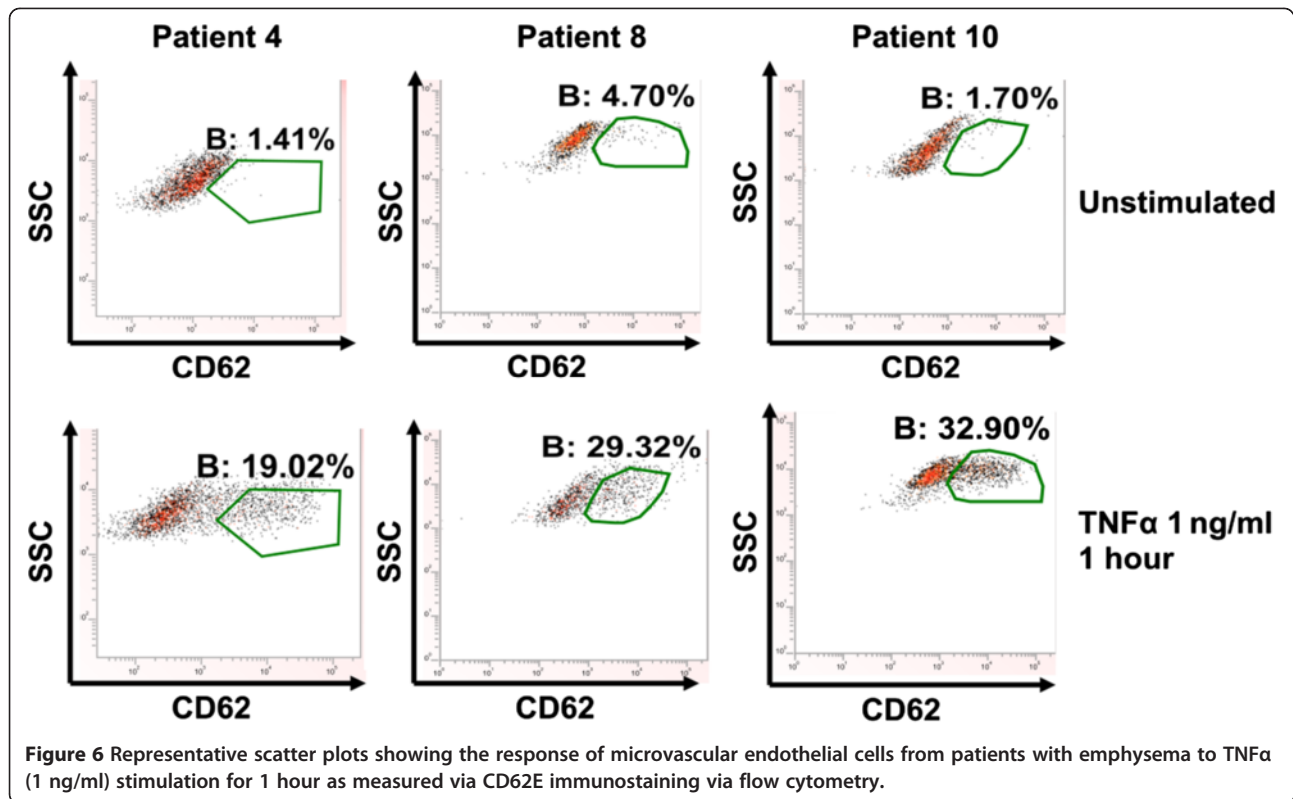 Patient 4
Patient 8
Patient 10
B: 1.41%
B: 4.70%
B: 1.70%
SSC
SSC
SSC
Unstimulated
CD62
CD62
CD62
B: 19.02%
B: 29.32%
B: 32.90%
SSC
SSC
SSC
TNFα 1 ng/ml
1 hour
CD62
CD62
CD62
Figure 6 Representative scatter plots showing the response of microvascular endothelial cells from patients with emphysema to TNFα
(1 ng/ml) stimulation for 1 hour as measured via CD62E immunostaining via flow cytometry.